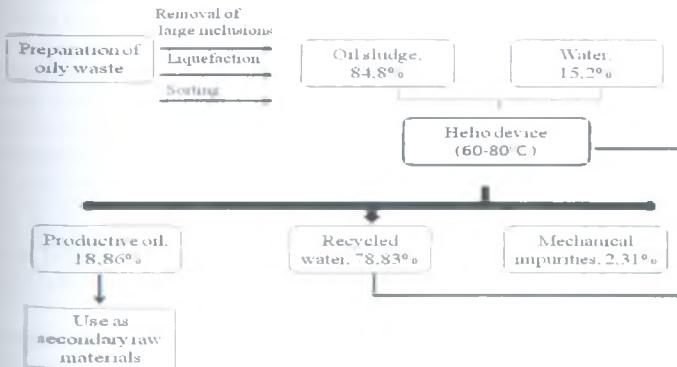 Removal of
large inclusions
Preparation of
oily waste
Liquefaction
Sorting
Oil sludge,
84,8%
Water,
15,2%
Helio device
(60-80°C)
Productive oil,
18,86%
Recycled
water, 78,83%
Mechanical
impurities, 2,31%
Use as
secondary raw
materials